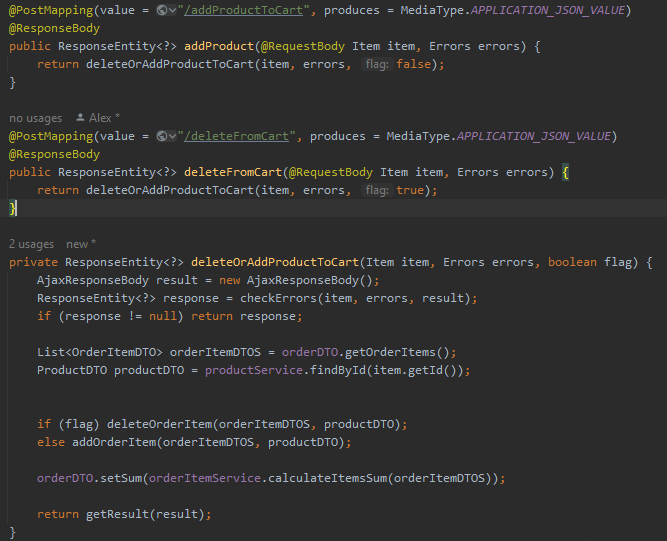 @PostMapping(value = "/addProductToCart", produces = MediaType.APPLICATION_JSON_VALUE)
@ResponseBody
public ResponseEntity<?> addProduct(@RequestBody Item item, Errors errors) {
    return deleteOrAddProductToCart(item, errors, flag: false);
}
no usages Alex *
@PostMapping(value = "/deleteFromCart", produces = MediaType.APPLICATION_JSON_VALUE)
@ResponseBody
public ResponseEntity<?> deleteFromCart(@RequestBody Item item, Errors errors) {
    return deleteOrAddProductToCart(item, errors, flag: true);
}
2 usages new *
private ResponseEntity<?> deleteOrAddProductToCart(Item item, Errors errors, boolean flag) {
    AjaxResponseBody result = new AjaxResponseBody();
    ResponseEntity<?> response = checkErrors(item, errors, result);
    if (response != null) return response;
    List<OrderItemDTO> orderItemDTOS = orderDTO.getOrderItems();
    ProductDTO productDTO = productService.findById(item.getId());
    if (flag) deleteOrderItem(orderItemDTOS, productDTO);
    else addOrderItem(orderItemDTOS, productDTO);
    orderDTO.setSum(orderItemService.calculateItemsSum(orderItemDTOS));
    return getResult(result);
}